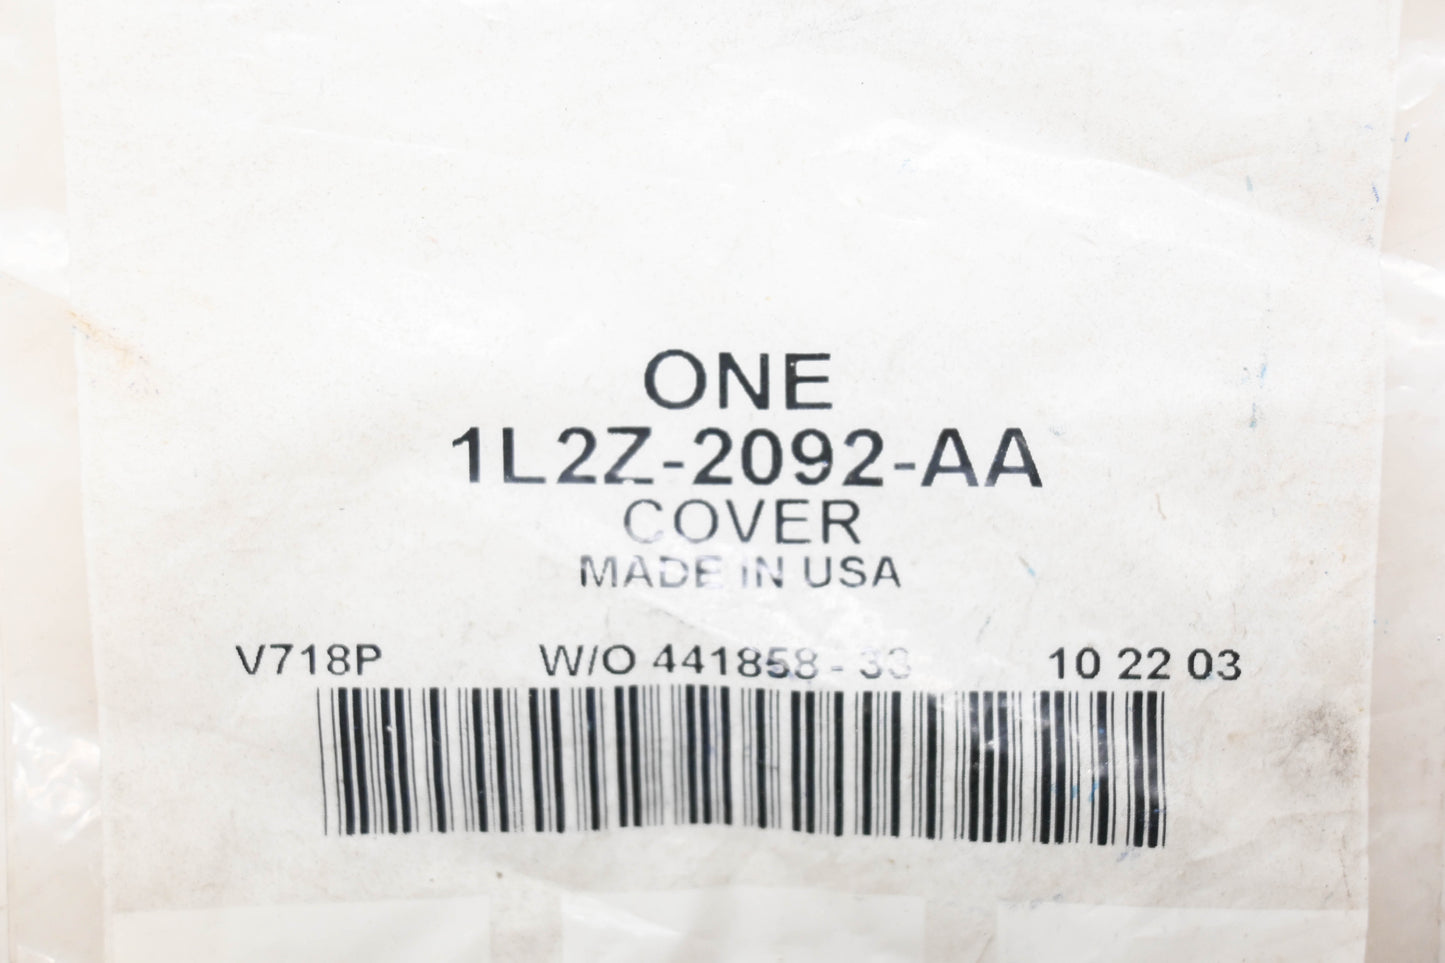 ONE
1L2Z-2092-AA
COVER
MADE IN USA
V718P W/O 441858 - 33 10 22 03